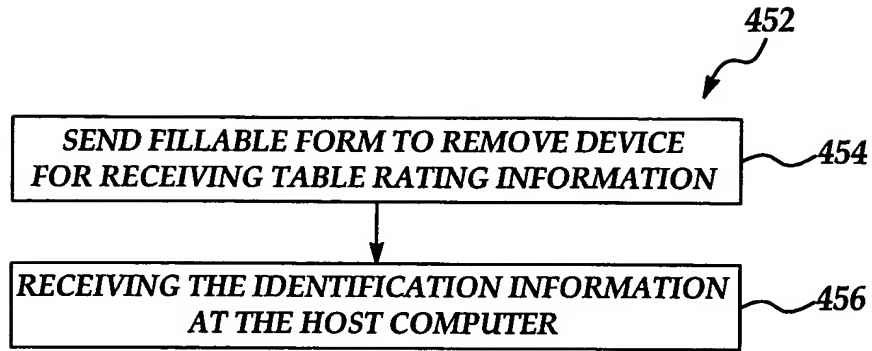 452
SEND FILLABLE FORM TO REMOVE DEVICE
FOR RECEIVING TABLE RATING INFORMATION
454
RECEIVING THE IDENTIFICATION INFORMATION
AT THE HOST COMPUTER
456